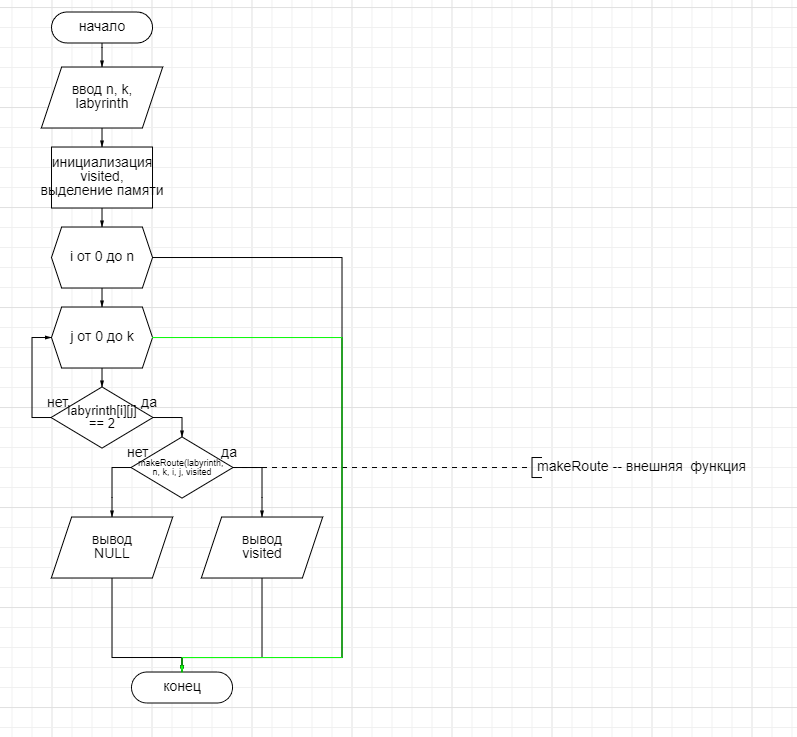 начало
ввод n, k,
labyrinth
инициализация
visited,
выделение памяти
i от 0 до n
j от 0 до k
нет
да
labyrinth[i][j]
== 2
нет
да
makeRoute(labyrinth,
n, k, i, j, visited
makeRoute -- внешняя функция
вывод
NULL
вывод
visited
конец